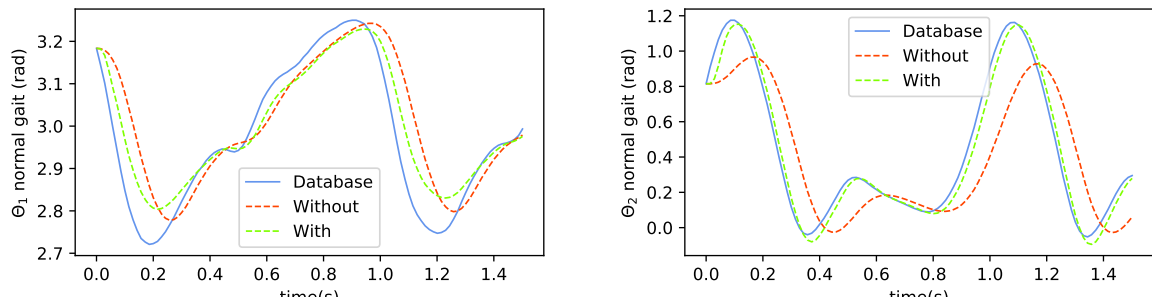 Θ1 normal gait (rad)
3.2
3.1
3.0
2.9
2.8
2.7
Database
Without
With
0.0 0.2 0.4 0.6 0.8 1.0 1.2 1.4
time(s)
Θ2 normal gait (rad)
1.2
1.0
0.8
0.6
0.4
0.2
0.0
Database
Without
With
0.0 0.2 0.4 0.6 0.8 1.0 1.2 1.4
time(s)